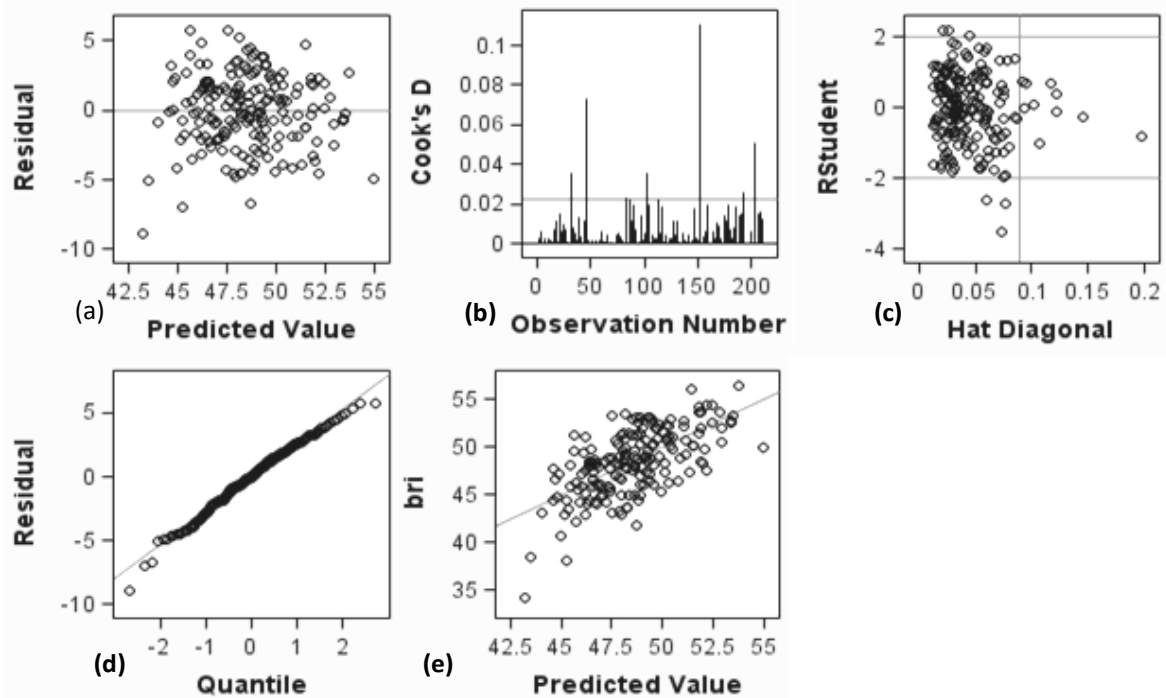 5
0
-5
-10
Residual
42.5 45 47.5 50 52.5 55
(a)
Predicted Value
0.1
0.08
0.06
0.04
0.02
0
Cook's D
0 50 100 150 200
(b)
Observation Number
2
0
-2
-4
RStudent
0 0.05 0.1 0.15 0.2
(c)
Hat Diagonal
5
0
-5
-10
Residual
-2 -1 0 1 2
(d)
Quantile
55
50
45
40
35
bri
42.5 45 47.5 50 52.5 55
(e)
Predicted Value